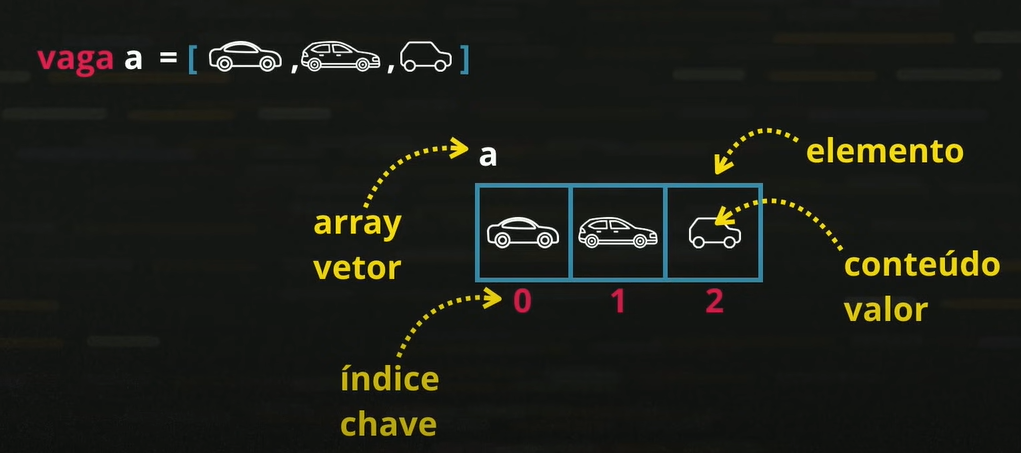 vaga a = [ , , ]
a
elemento
array
vetor
conteúdo
valor
0 1 2
índice
chave